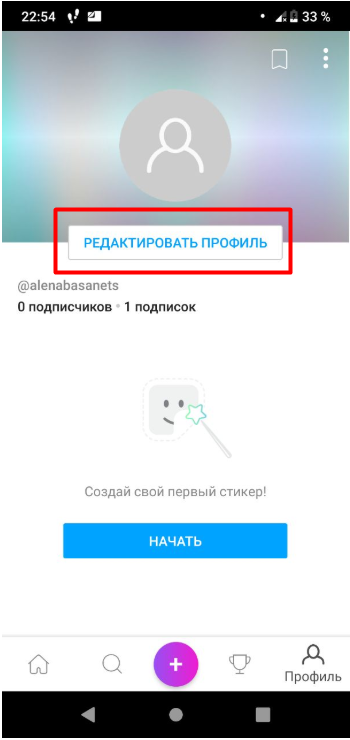 22:54 33 %
РЕДАКТИРОВАТЬ ПРОФИЛЬ
@alenabasanets
0 подписчиков • 1 подписок
Создай свой первый стикер!
НАЧАТЬ
Профиль